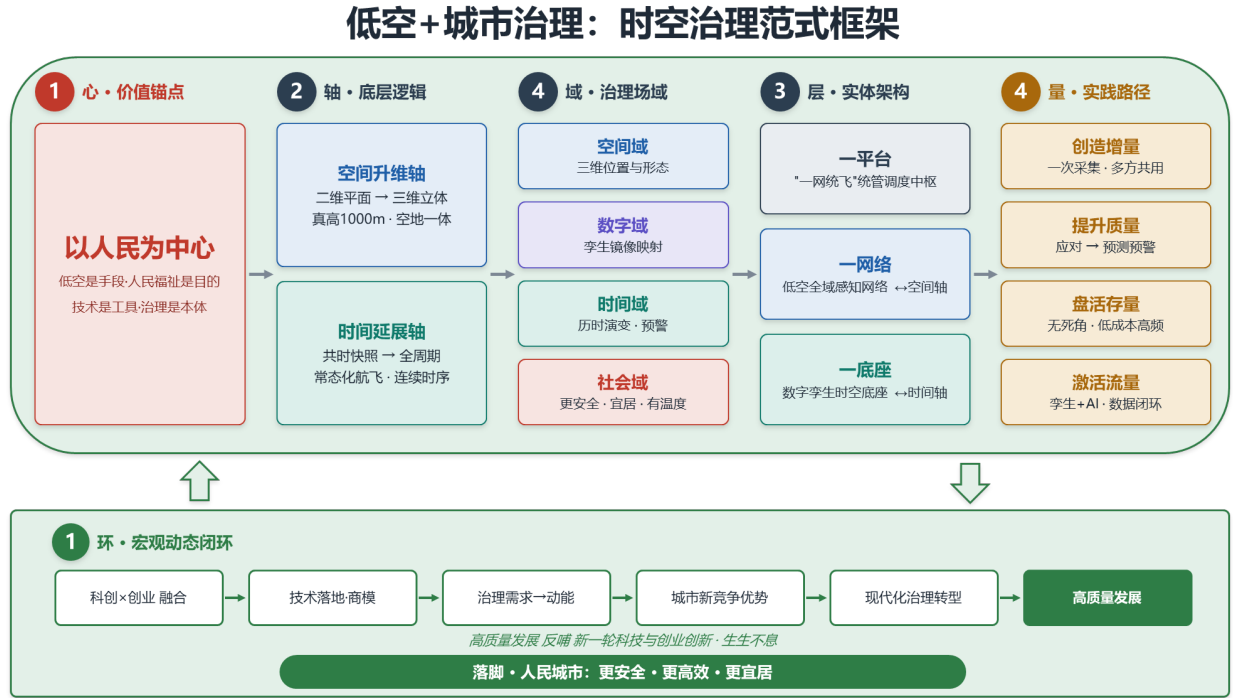 低空+城市治理：时空治理范式框架
1 心·价值锚点
以人民为中心
低空是手段·人民福祉是目的
技术是工具·治理是本体
2 轴·底层逻辑
空间升维轴
二维平面 → 三维立体
真高1000m · 空地一体
时间延展轴
共时快照 → 全周期
常态化航飞 · 连续时序
4 域·治理场域
空间域
三维位置与形态
数字域
孪生镜像映射
时间域
历时演变 · 预警
社会域
更安全 · 宜居 · 有温度
3 层·实体架构
一平台
"一网统飞"统管调度中枢
一网络
低空全域感知网络 ↔空间轴
一底座
数字孪生时空底座 ↔时间轴
4 量·实践路径
创造增量
一次采集 · 多方共用
提升质量
应对 → 预测预警
盘活存量
无死角 · 低成本高频
激活流量
孪生+AI · 数据闭环
1 环·宏观动态闭环
科创×创业 融合
技术落地·商模
治理需求→动能
城市新竞争优势
现代化治理转型
高质量发展
高质量发展 反哺 新一轮科技与创业创新 · 生生不息
落脚·人民城市：更安全·更高效·更宜居